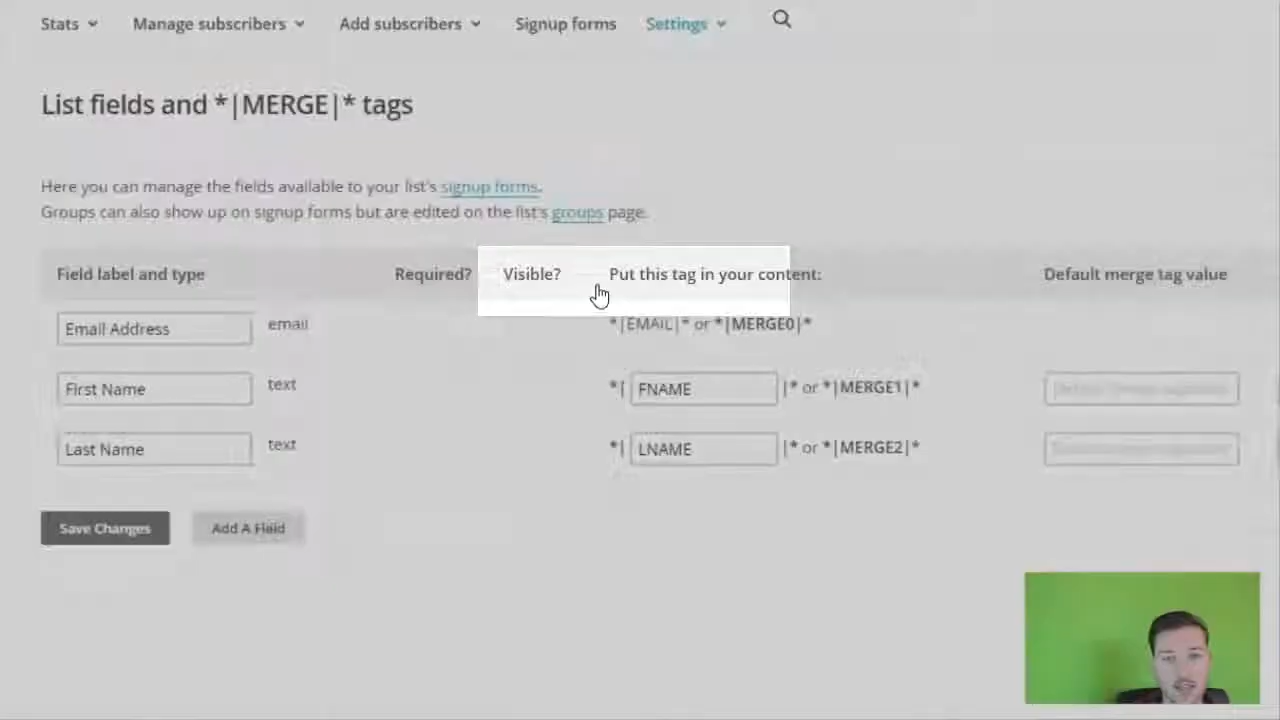 Stats Manage subscribers Add subscribers Signup forms Settings
List fields and *|MERGE|* tags
Here you can manage the fields available to your list's signup forms.
Groups can also show up on signup forms but are edited on the list's groups page.
Field label and type Required? Visible? Put this tag in your content: Default merge tag value
Email Address email *|EMAIL|* or *|MERGE0|*
First Name text *| FNAME |* or *|MERGE1|*
Last Name text *| LNAME |* or *|MERGE2|*
Save Changes Add A Field